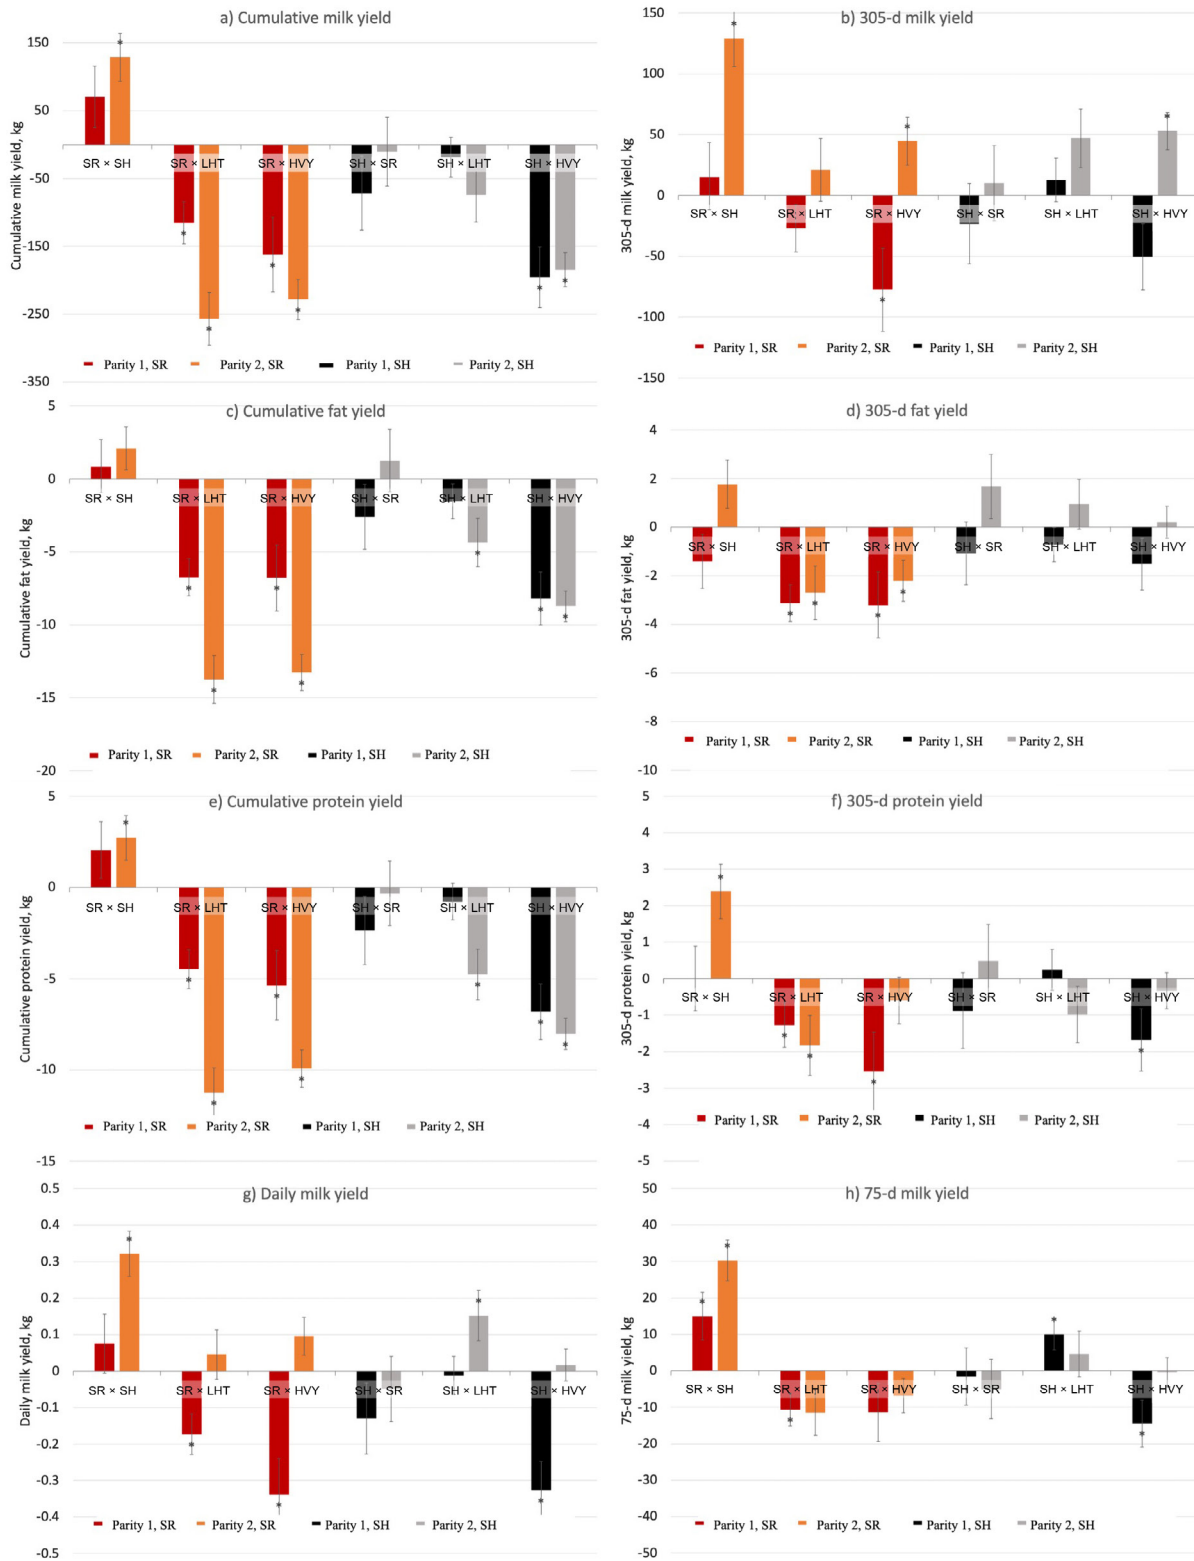 a) Cumulative milk yield
Cumulative milk yield, kg
150
50
-50
-150
-250
-350
SR × SH
SR × LHT
SR × HVY
SH × SR
SH × LHT
SH × HVY
*
*
*
*
*
*
*
Parity 1, SR
Parity 2, SR
Parity 1, SH
Parity 2, SH
b) 305-d milk yield
305-d milk yield, kg
150
100
50
0
-50
-100
-150
SR × SH
SR × LHT
SR × HVY
SH × SR
SH × LHT
SH × HVY
*
*
*
*
Parity 1, SR
Parity 2, SR
Parity 1, SH
Parity 2, SH
c) Cumulative fat yield
Cumulative fat yield, kg
5
0
-5
-10
-15
-20
SR × SH
SR × LHT
SR × HVY
SH × SR
SH × LHT
SH × HVY
*
*
*
*
*
*
*
Parity 1, SR
Parity 2, SR
Parity 1, SH
Parity 2, SH
d) 305-d fat yield
305-d fat yield, kg
4
2
0
-2
-4
-6
-8
-10
SR × SH
SR × LHT
SR × HVY
SH × SR
SH × LHT
SH × HVY
*
*
*
*
Parity 1, SR
Parity 2, SR
Parity 1, SH
Parity 2, SH
e) Cumulative protein yield
Cumulative protein yield, kg
5
0
-5
-10
-15
SR × SH
SR × LHT
SR × HVY
SH × SR
SH × LHT
SH × HVY
*
*
*
*
*
*
*
*
Parity 1, SR
Parity 2, SR
Parity 1, SH
Parity 2, SH
f) 305-d protein yield
305-d protein yield, kg
5
4
3
2
1
0
-1
-2
-3
-4
-5
SR × SH
SR × LHT
SR × HVY
SH × SR
SH × LHT
SH × HVY
*
*
*
*
*
Parity 1, SR
Parity 2, SR
Parity 1, SH
Parity 2, SH
g) Daily milk yield
Daily milk yield, kg
0.5
0.4
0.3
0.2
0.1
0
-0.1
-0.2
-0.3
-0.4
-0.5
SR × SH
SR × LHT
SR × HVY
SH × SR
SH × LHT
SH × HVY
*
*
*
*
*
Parity 1, SR
Parity 2, SR
Parity 1, SH
Parity 2, SH
h) 75-d milk yield
75-d milk yield, kg
50
40
30
20
10
0
-10
-20
-30
-40
-50
SR × SH
SR × LHT
SR × HVY
SH × SR
SH × LHT
SH × HVY
*
*
*
*
*
Parity 1, SR
Parity 2, SR
Parity 1, SH
Parity 2, SH